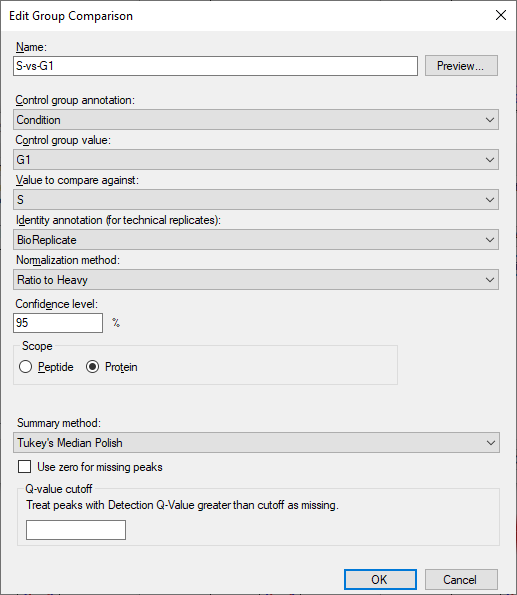 Edit Group Comparison
Name:
S-vs-G1
Preview...
Control group annotation:
Condition
Control group value:
G1
Value to compare against:
S
Identity annotation (for technical replicates):
BioReplicate
Normalization method:
Ratio to Heavy
Confidence level:
95 %
Scope
Peptide Protein
Summary method:
Tukey's Median Polish
Use zero for missing peaks
Q-value cutoff
Treat peaks with Detection Q-Value greater than cutoff as missing.
OK Cancel